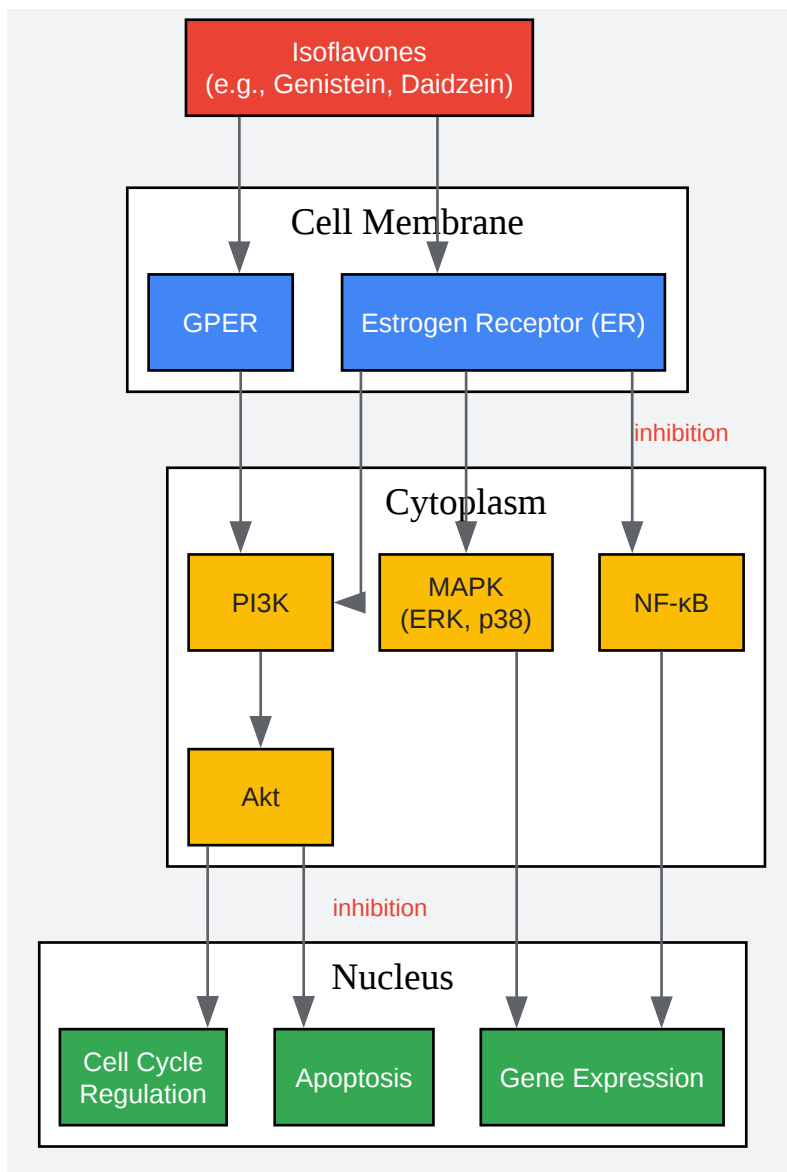 Isoflavones
(e.g., Genistein, Daidzein)
Cell Membrane
GPER
Estrogen Receptor (ER)
inhibition
Cytoplasm
PI3K
MAPK
(ERK, p38)
NF-κB
Akt
inhibition
Nucleus
Cell Cycle
Regulation
Apoptosis
Gene Expression